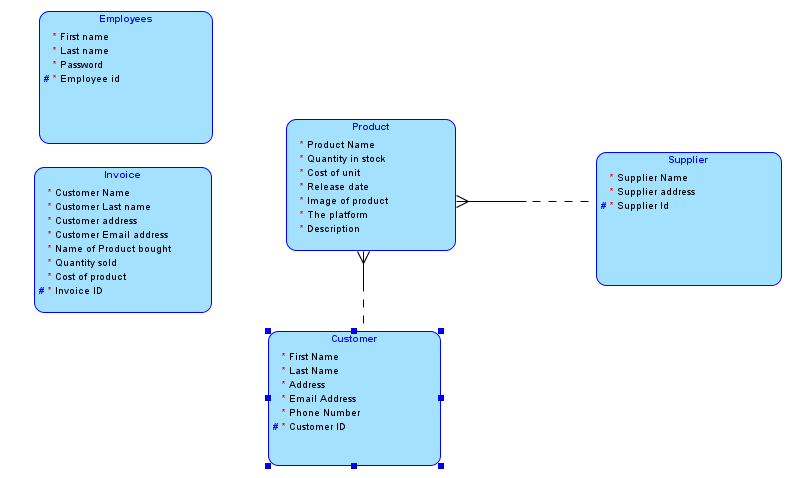 Employees
* First name
* Last name
* Password
# * Employee id
Invoice
* Customer Name
* Customer Last name
* Customer address
* Customer Email address
* Name of Product bought
* Quantity sold
* Cost of product
# * Invoice ID
Product
* Product Name
* Quantity in stock
* Cost of unit
* Release date
* Image of product
* The platform
* Description
Supplier
* Supplier Name
* Supplier address
# * Supplier Id
Customer
* First Name
* Last Name
* Address
* Email Address
* Phone Number
# * Customer ID